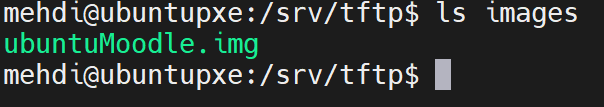 mehdi@ubuntupxe:/srv/tftp$ ls images
ubuntuMoodle.img
mehdi@ubuntupxe:/srv/tftp$